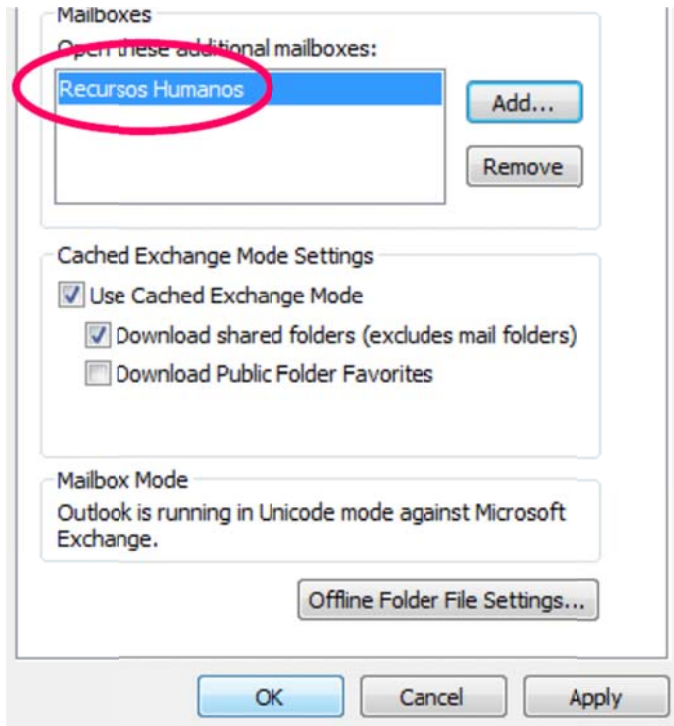 Mailboxes
Open these additional mailboxes:
Recursos Humanos
Add...
Remove
Cached Exchange Mode Settings
Use Cached Exchange Mode
Download shared folders (excludes mail folders)
Download Public Folder Favorites
Mailbox Mode
Outlook is running in Unicode mode against Microsoft
Exchange.
Offline Folder File Settings...
OK Cancel Apply